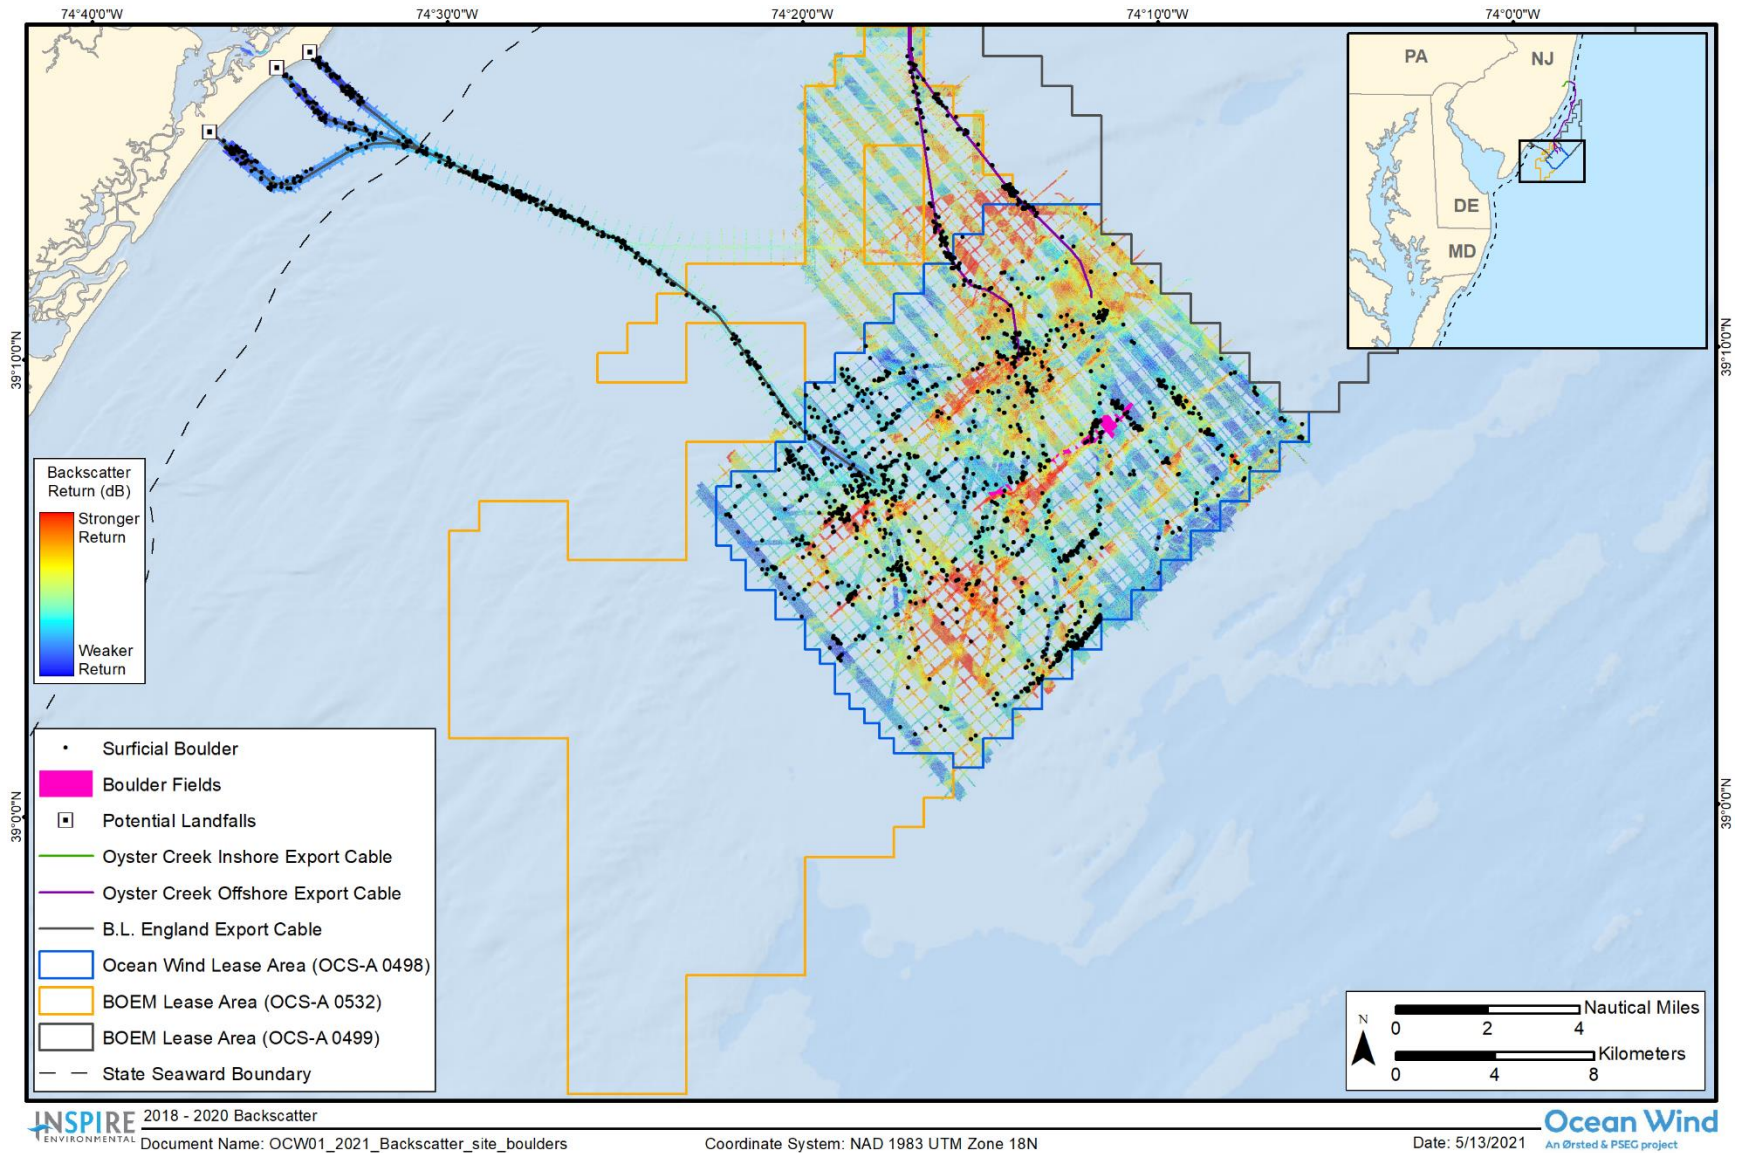 74°40'0"W
74°30'0"W
74°20'0"W
74°10'0"W
74°0'0"W
PA
NJ
DE
MD
39°10'0"N
39°10'0"N
39°0'0"N
39°0'0"N
Backscatter
Return (dB)
Stronger
Return
Weaker
Return
Surficial Boulder
Boulder Fields
Potential Landfalls
Oyster Creek Inshore Export Cable
Oyster Creek Offshore Export Cable
B.L. England Export Cable
Ocean Wind Lease Area (OCS-A 0498)
BOEM Lease Area (OCS-A 0532)
BOEM Lease Area (OCS-A 0499)
State Seaward Boundary
N
Nautical Miles
0 2 4
Kilometers
0 4 8
INSPIRE
ENVIRONMENTAL
2018 - 2020 Backscatter
Document Name: OCW01_2021_Backscatter_site_boulders
Coordinate System: NAD 1983 UTM Zone 18N
Date: 5/13/2021
Ocean Wind
An Ørsted & PSEG project